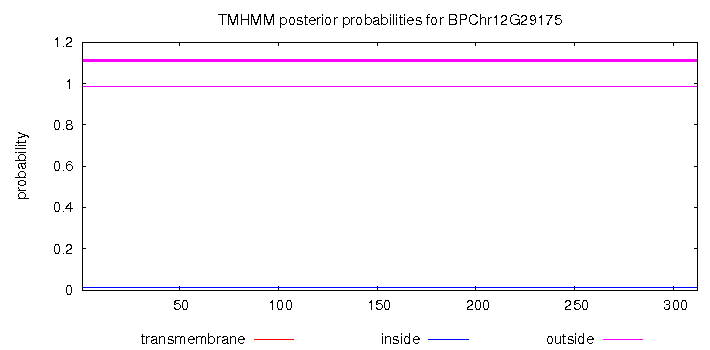 TMHMM posterior probabilities for BPChr12G29175
1.2
1
0.8
0.6
0.4
0.2
0
probability
50 100 150 200 250 300
transmembrane inside outside